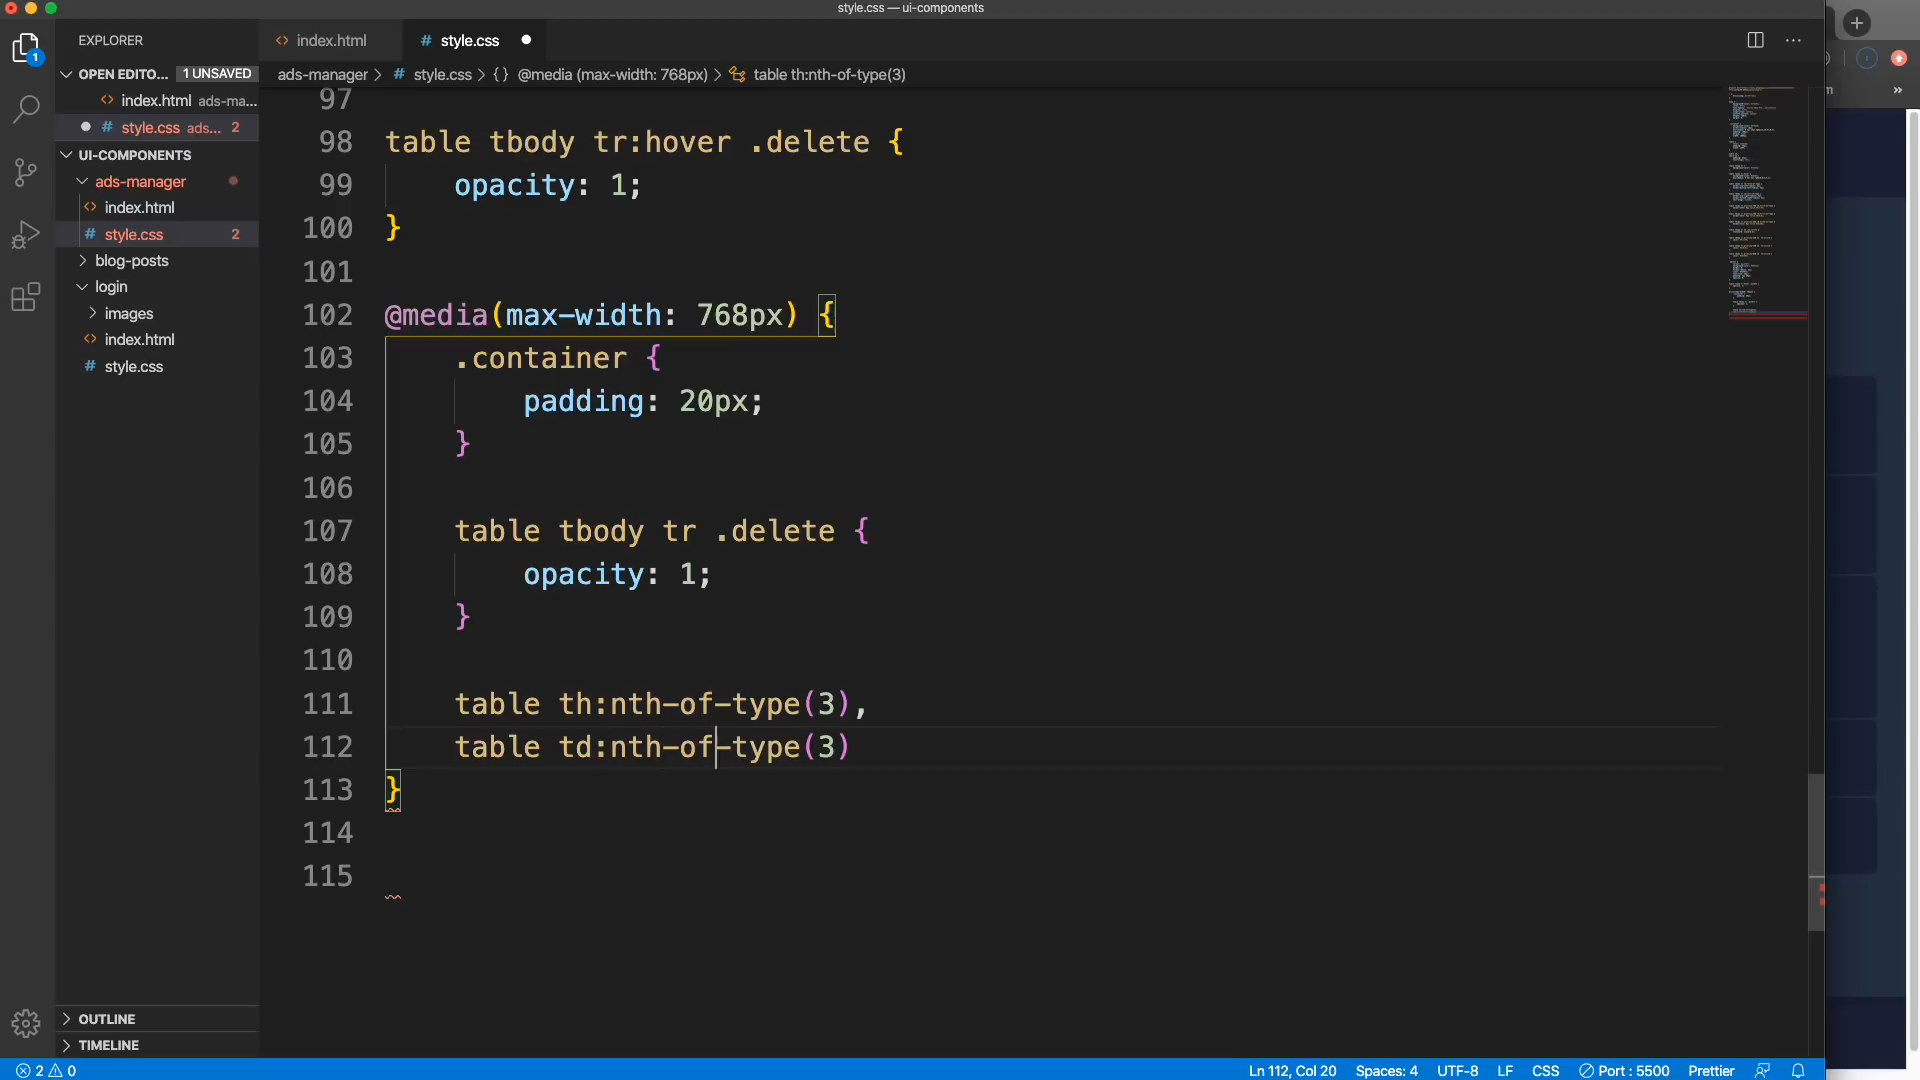 style.css — ui-components
EXPLORER
index.html
# style.css
OPEN EDITO... 1 UNSAVED
ads-manager > # style.css > {} @media (max-width: 768px) > table th:nth-of-type(3)
index.html ads-ma...
# style.css ads... 2
UI-COMPONENTS
ads-manager
index.html
# style.css 2
blog-posts
login
images
index.html
# style.css
97
98 table tbody tr:hover .delete {
99 opacity: 1;
100 }
101
102 @media(max-width: 768px) {
103 .container {
104 padding: 20px;
105 }
106
107 table tbody tr .delete {
108 opacity: 1;
109 }
110
111 table th:nth-of-type(3),
112 table td:nth-of-type(3)
113 }
114
115
OUTLINE
TIMELINE
2 0
Ln 112, Col 20 Spaces: 4 UTF-8 LF CSS Port : 5500 Prettier